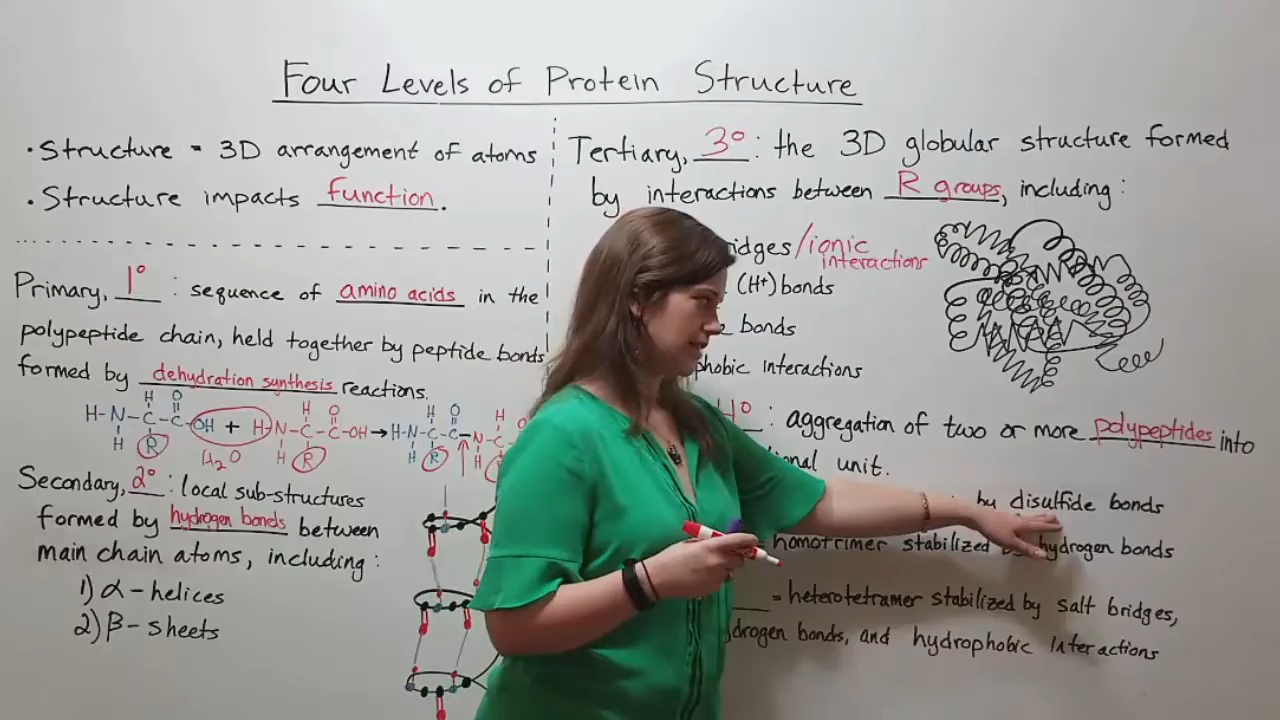 Four Levels of Protein Structure
• Structure = 3D arrangement of atoms
• Structure impacts function.
Primary, 1°: sequence of amino acids in the
polypeptide chain, held together by peptide bonds
formed by dehydration synthesis reactions.
H O H O H O H
H-N-C-C-OH + H-N-C-C-OH → H-N-C-C-N-C
H R H R H R H
H₂O
Secondary, 2°: local sub-structures
formed by hydrogen bonds between
main chain atoms, including:
1) α-helices
2) β-sheets
Tertiary, 3°: the 3D globular structure formed
by interactions between R groups, including:
/ionic
interactions
(H+) bonds
bonds
interactions
4°: aggregation of two or more polypeptides into
unit.
by disulfide bonds
= homotrimer stabilized hydrogen bonds
= heterotetramer stabilized by salt bridges,
bonds, and hydrophobic interactions